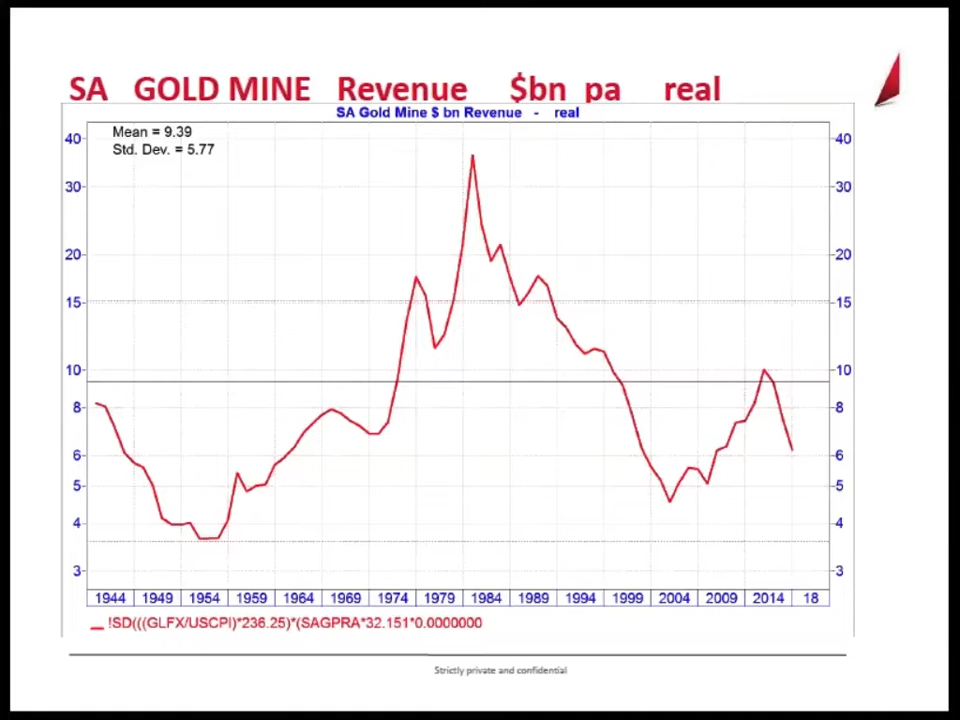 SA GOLD MINE Revenue $bn pa real
SA Gold Mine $ bn Revenue - real
Mean = 9.39
Std. Dev. = 5.77
40 40
30 30
20 20
15 15
10 10
8 8
6 6
5 5
4 4
3 3
1944 1949 1954 1959 1964 1969 1974 1979 1984 1989 1994 1999 2004 2009 2014 18
!SD(((GLFX/USCPI)*236.25)*(SAGPRA*32.151*0.0000000
Strictly private and confidential